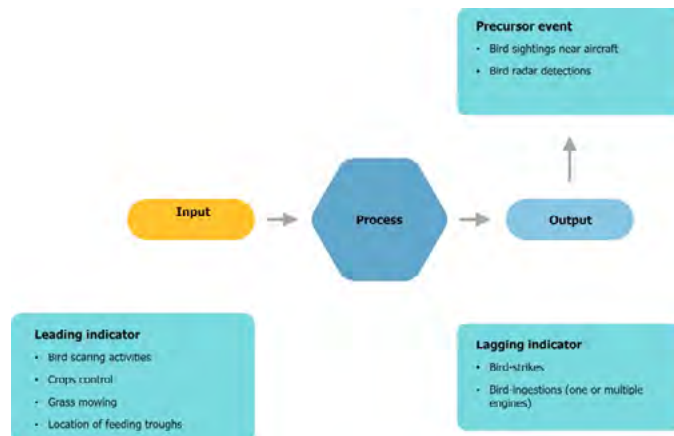 Precursor event
• Bird sightings near aircraft
• Bird radar detections
Input
Process
Output
Leading indicator
• Bird scaring activities
• Crops control
• Grass mowing
• Location of feeding troughs
Lagging indicator
• Bird-strikes
• Bird-ingestions (one or multiple
engines)